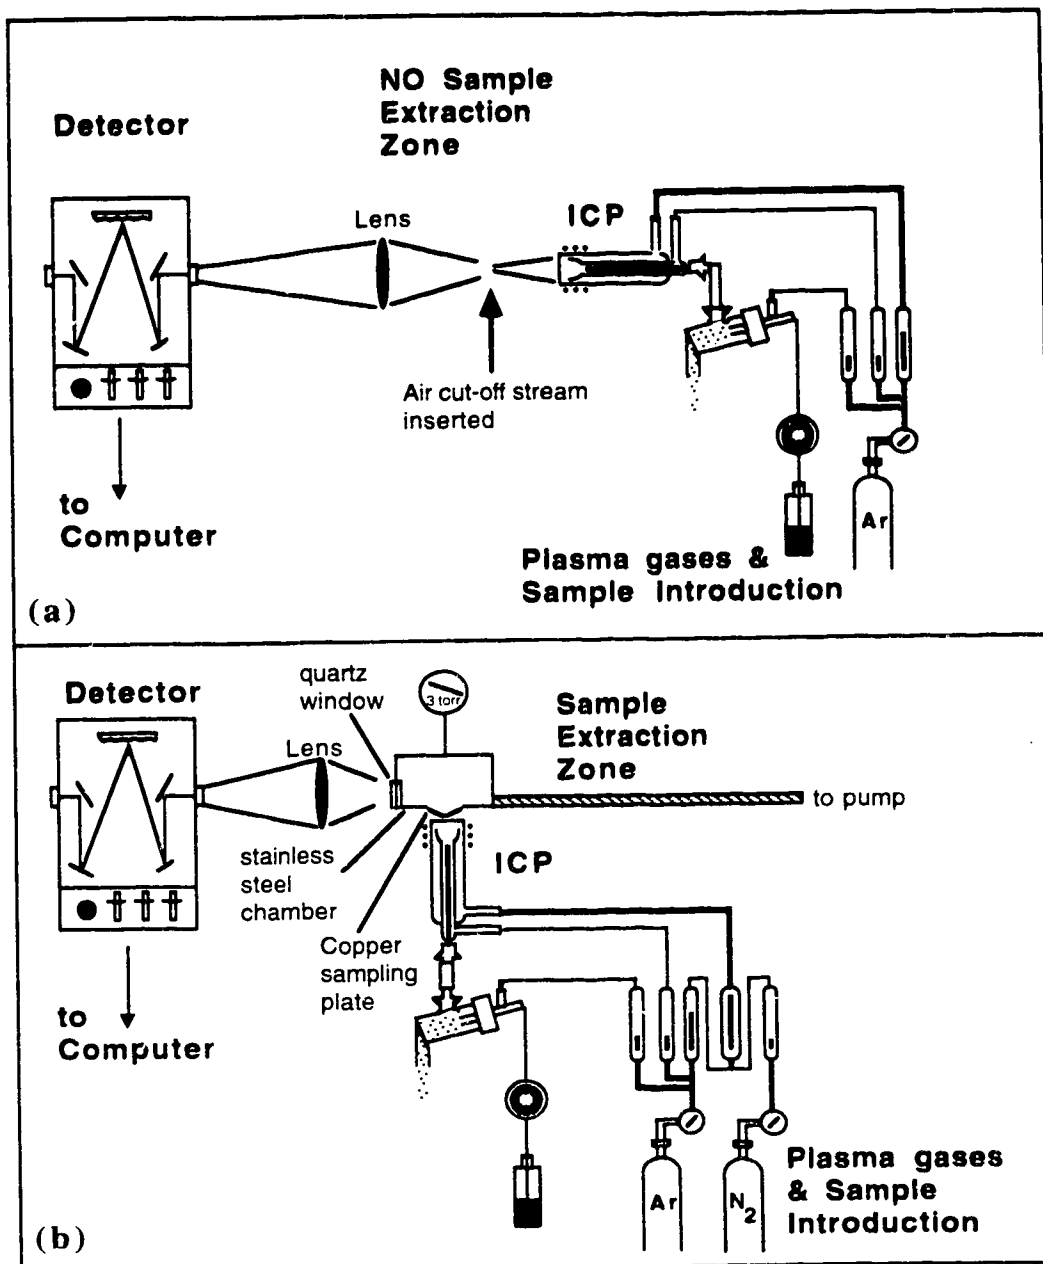 NO Sample
Extraction
Zone
Detector
Lens
ICP
Air cut-off stream
inserted
to
Computer
Ar
Plasma gases &
Sample Introduction
(a)
quartz
window
3 torr
Detector
Sample
Extraction
Zone
Lens
to pump
stainless
steel
chamber
ICP
Copper
sampling
plate
to
Computer
Ar
N2
Plasma gases
& Sample
Introduction
(b)